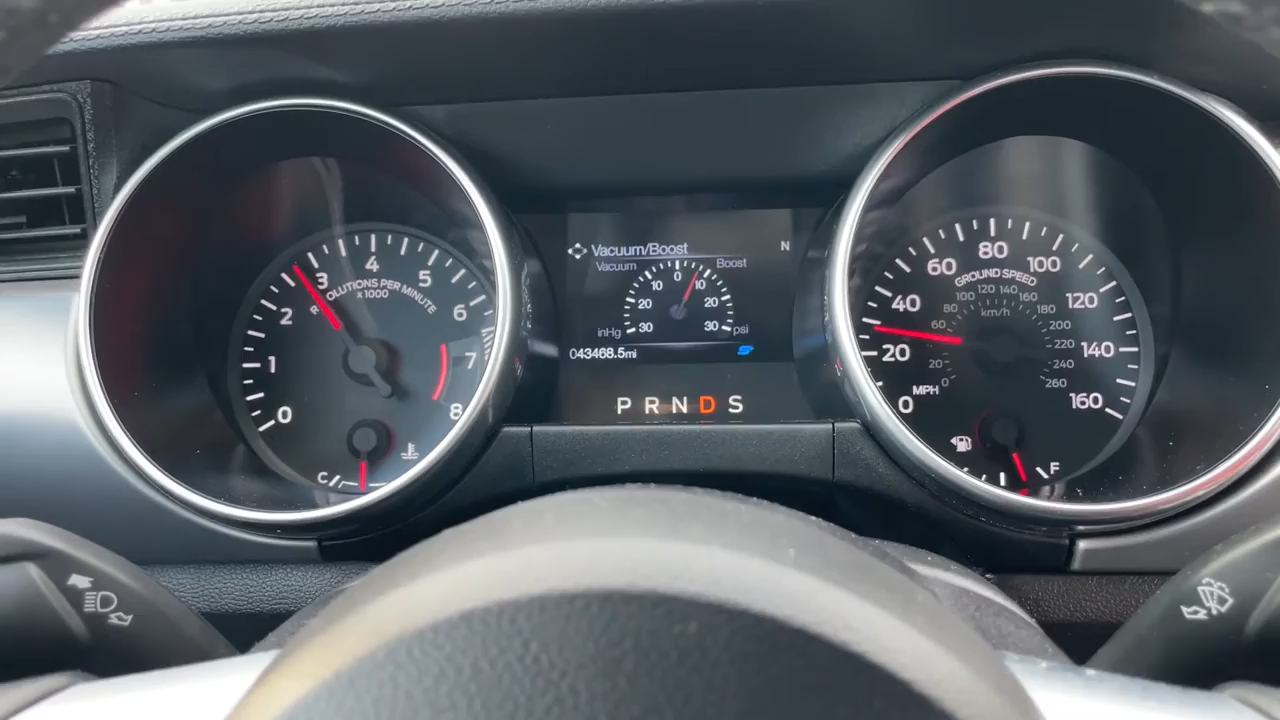 0
1
2
3
4
5
6
7
8
OLUTIONS PER MINUTE
x1000
C
Vacuum/Boost
N
Vacuum
Boost
30
20
10
0
10
20
30
inHg
psi
043468.5mi
P R N D S
0
20
40
60
80
100
120
140
160
GROUND SPEED
MPH
km/h
0
20
60
80
100
120
140
160
180
200
220
240
260
F